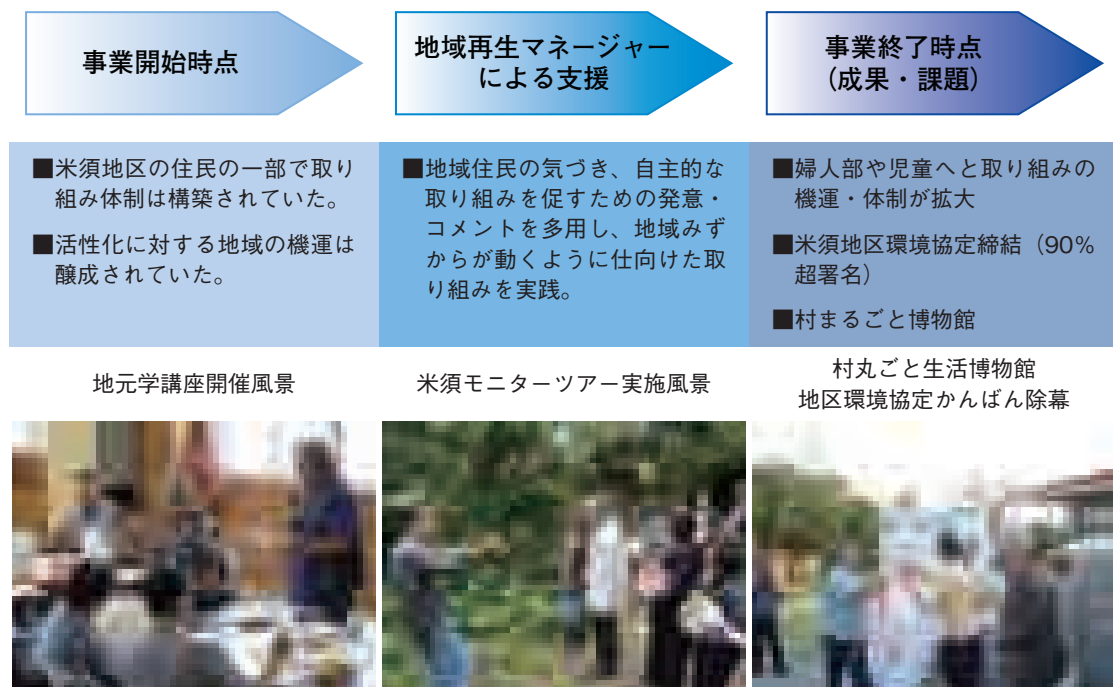 事業開始時点
地域再生マネージャー
による支援
事業終了時点
（成果・課題）
■米須地区の住民の一部で取り
組み体制は構築されていた。
■活性化に対する地域の機運は
醸成されていた。
■地域住民の気づき、自主的な
取り組みを促すための発意・
コメントを多用し、地域みず
からが動くように仕向けた取
り組みを実践。
■婦人部や児童へと取り組みの
機運・体制が拡大
■米須地区環境協定締結（90%
超署名）
■村まるごと博物館
地元学講座開催風景
米須モニターツアー実施風景
村丸ごと生活博物館
地区環境協定かんばん除幕